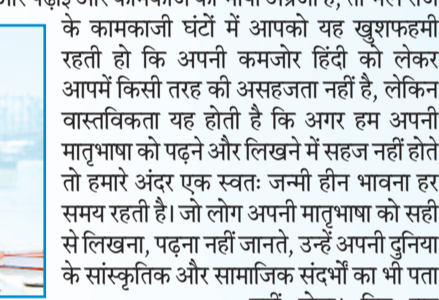 के कामकाजी घंटों में आपको यह खुशफहमी
रहती हो कि अपनी कमजोर हिंदी को लेकर
आपमें किसी तरह की असहजता नहीं है, लेकिन
वास्तविकता यह होती है कि अगर हम अपनी
मातृभाषा को पढ़ने और लिखने में सहज नहीं होते
तो हमारे अंदर एक स्वतः जन्मी हीन भावना हर
समय रहती है। जो लोग अपनी मातृभाषा को सही
से लिखना, पढ़ना नहीं जानते, उन्हें अपनी दुनिया
के सांस्कृतिक और सामाजिक संदर्भों का भी पता